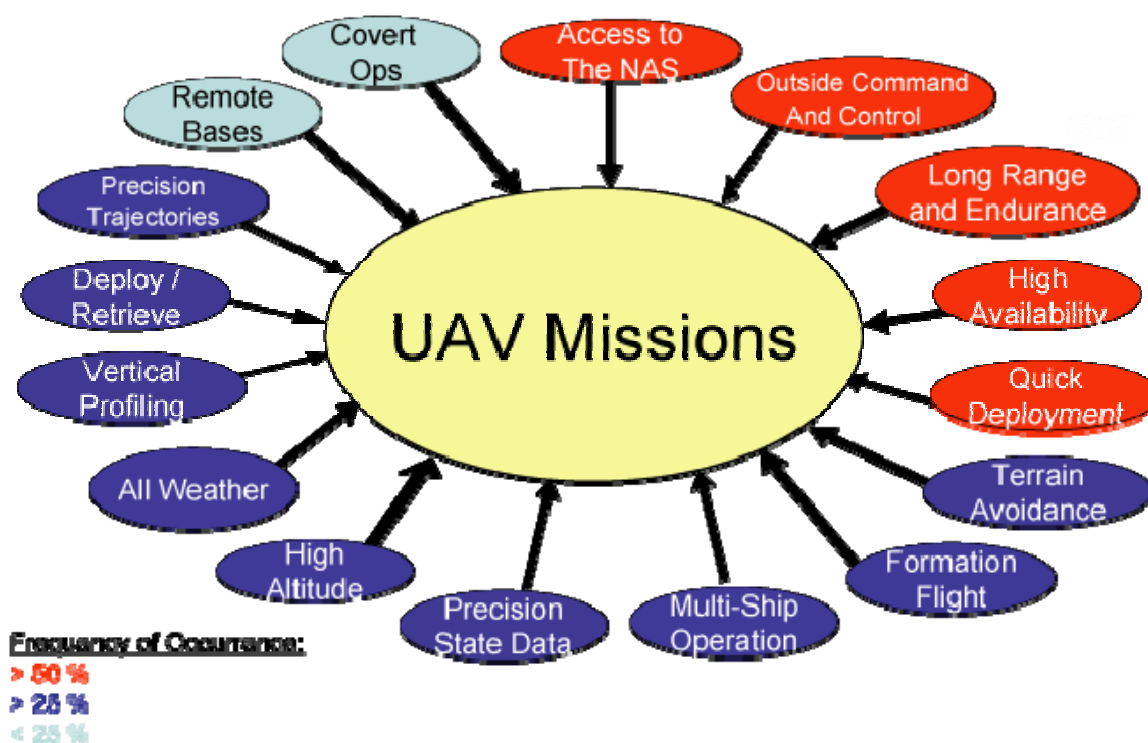 Covert
Ops
Access to
The NAS
Outside Command
And Control
Long Range
and Endurance
High
Availability
Quick
Deployment
Terrain
Avoidance
Formation
Flight
Multi-Ship
Operation
Precision
State Data
High
Altitude
All Weather
Vertical
Profiling
Deploy /
Retrieve
Precision
Trajectories
Remote
Bases
UAV Missions
Frequency of Occurrance:
> 50 %
> 25 %
< 25 %